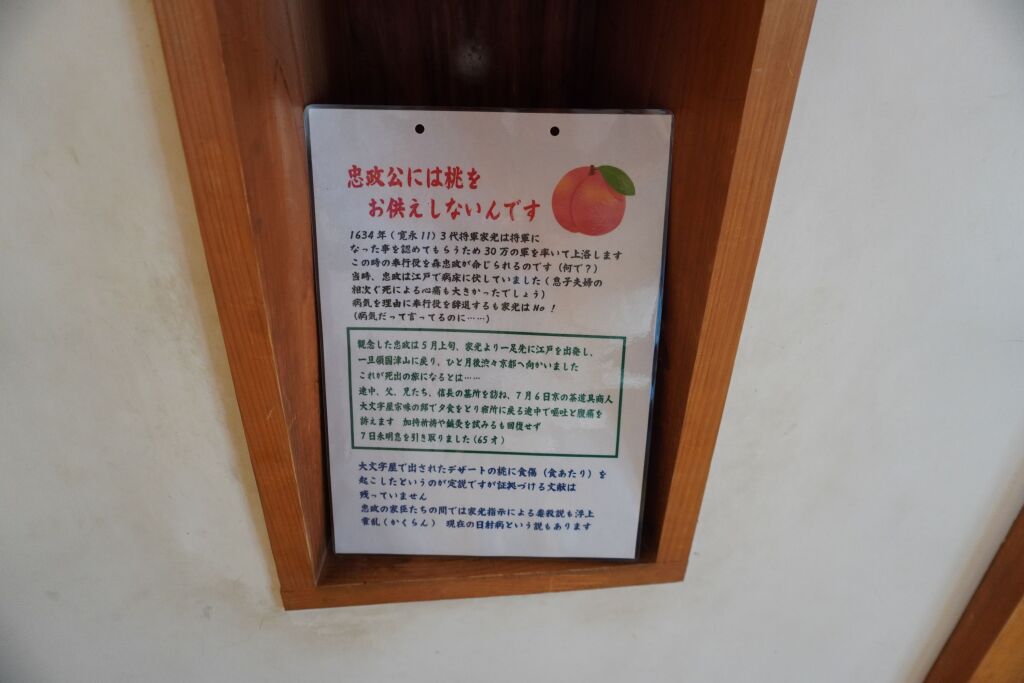 忠政公には桃を
お供えしないんです
1634年(寛永11)3代将軍家光は将軍に
なった事を認めてもらうため30万の軍を率いて上洛します
この時の奉行役を森忠政が命じられるのです(何で?)
当時、忠政は江戸で病床に伏していました(息子夫婦の
相次ぐ死による心痛も大きかったでしょう)
病気を理由に奉行役を辞退するも家光はNo!
(病気だって言ってるのに……)
観念した忠政は5月上旬、家光より一足先に江戸を出発し、
一旦領国津山に戻り、ひと月後渋々京都へ向かいました
これが死出の旅になるとは……
途中、父、兄たち、信長の墓所を訪ね、7月6日京の茶道具商人
大文字屋宗味の邸で夕食をとり宿所に戻る途中で嘔吐と腹痛を
訴えます 加持祈祷や鍼灸を試みるも回復せず
7日未明息を引き取りました(65才)
大文字屋で出されたデザートの桃に食傷(食あたり)を
起こしたというのが定説ですが証拠づける文献は
残っていません
忠政の家臣たちの間では家光指示による毒殺説も浮上
霍乱(かくらん) 現在の日射病という説もあります